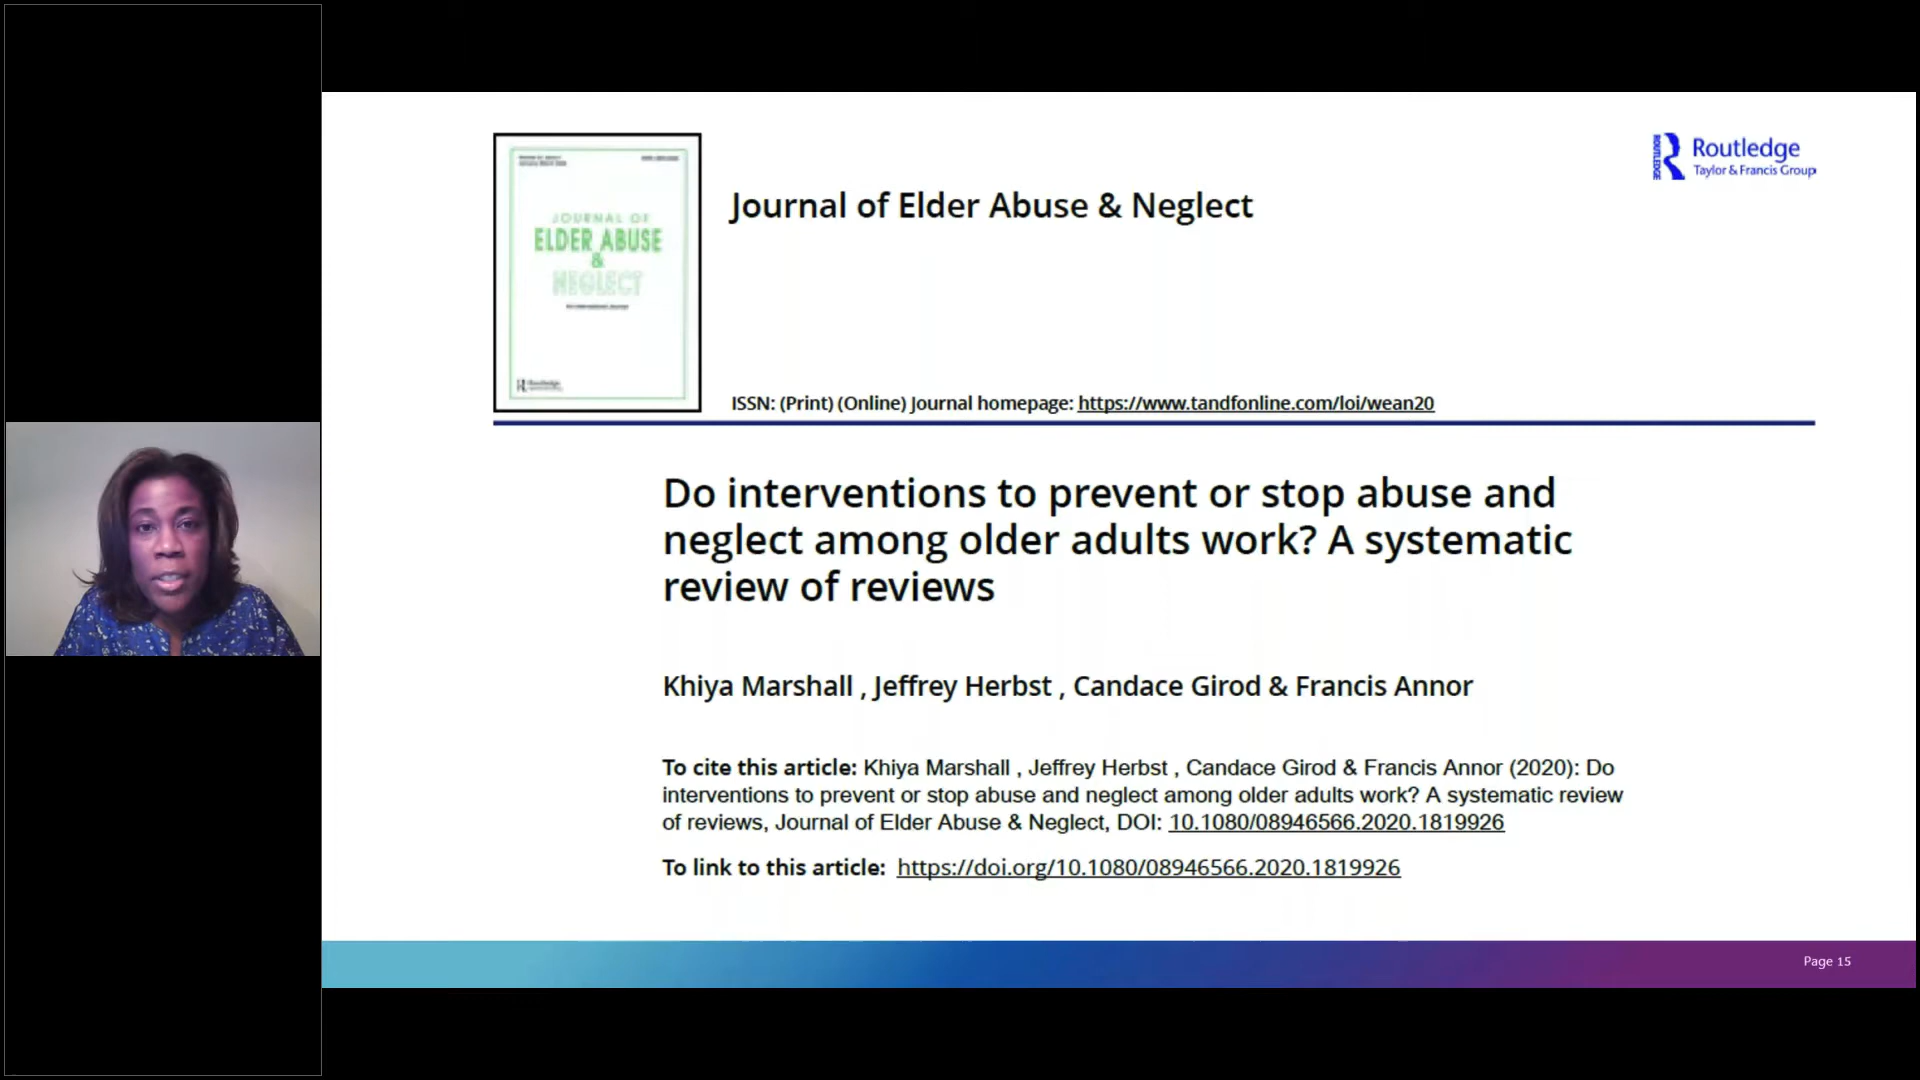 JOURNAL OF
ELDER ABUSE
&
NEGLECT
Routledge
Journal of Elder Abuse & Neglect
ROUTLEDGE
Routledge
Taylor & Francis Group
ISSN: (Print) (Online) Journal homepage: https://www.tandfonline.com/loi/wean20
Do interventions to prevent or stop abuse and
neglect among older adults work? A systematic
review of reviews
Khiya Marshall , Jeffrey Herbst , Candace Girod & Francis Annor
To cite this article: Khiya Marshall , Jeffrey Herbst , Candace Girod & Francis Annor (2020): Do
interventions to prevent or stop abuse and neglect among older adults work? A systematic review
of reviews, Journal of Elder Abuse & Neglect, DOI: 10.1080/08946566.2020.1819926
To link to this article: https://doi.org/10.1080/08946566.2020.1819926
Page 15